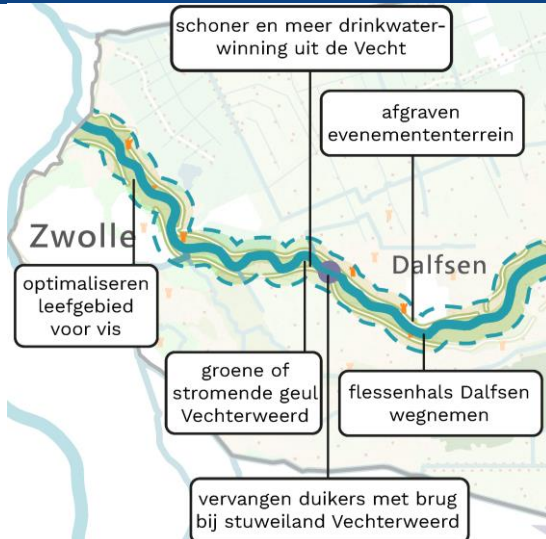 schoner en meer drinkwater-
winning uit de Vecht
afgraven
evenemententerrein
Zwolle
Dalfsen
optimaliseren
leefgebied
voor vis
groene of
stromende geul
Vechterweerd
flessenhals Dalfsen
wegnemen
vervangen duikers met brug
bij stuweiland Vechterweerd